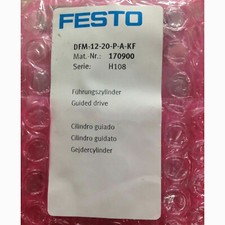 FESTO
DFM-12-20-P-A-KF
Mat.-Nr.: 170900
Serie: H108
Führungszylinder
Guided drive
Cilindro guiado
Cilindro guidato
Gejdercylinder